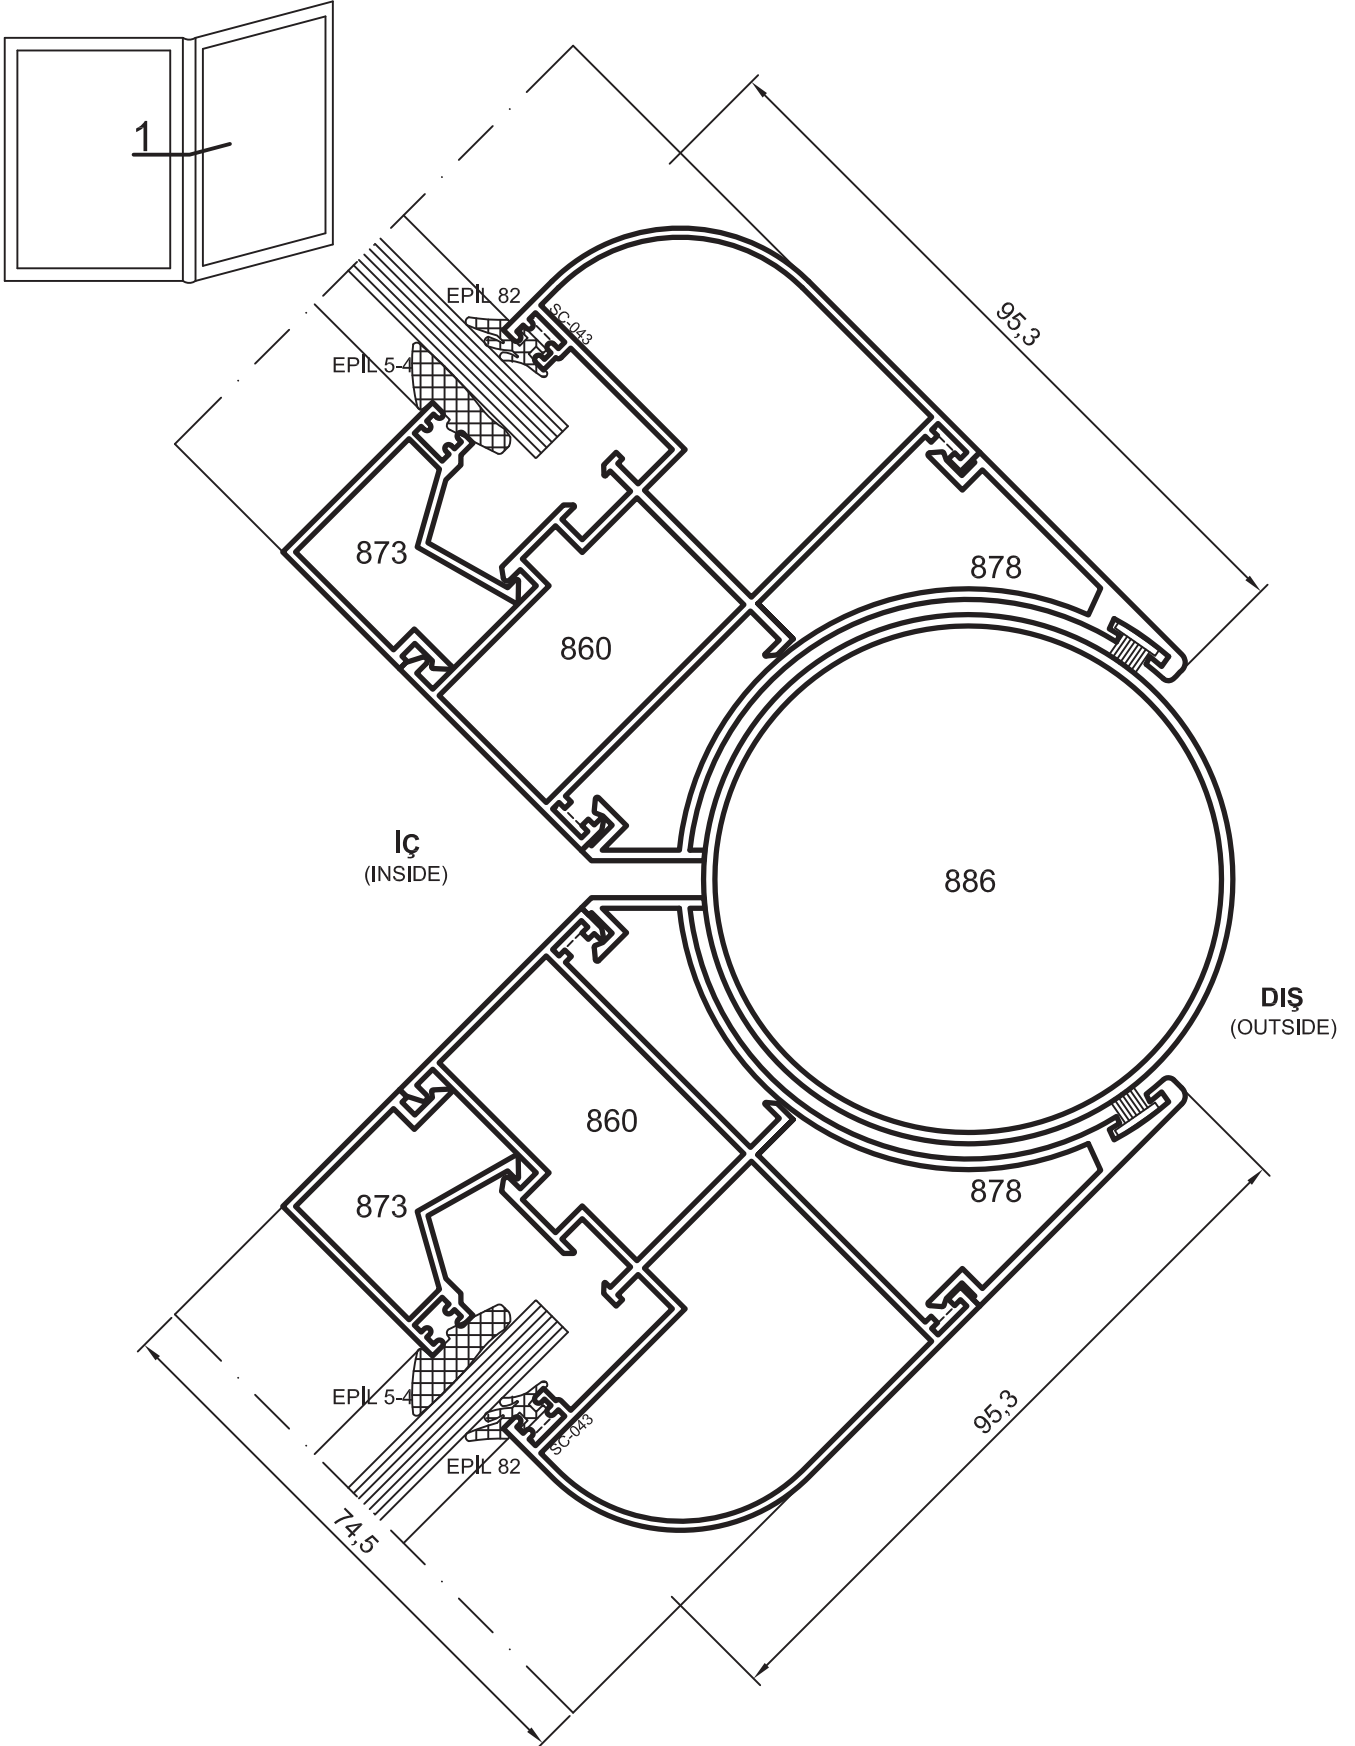 1
95,3
EPİL 82
SC-043
EPİL 5-4
873
878
860
İÇ
(INSIDE)
886
DIŞ
(OUTSIDE)
860
873
878
EPİL 5-4
SC-043
EPİL 82
95,3
74,5